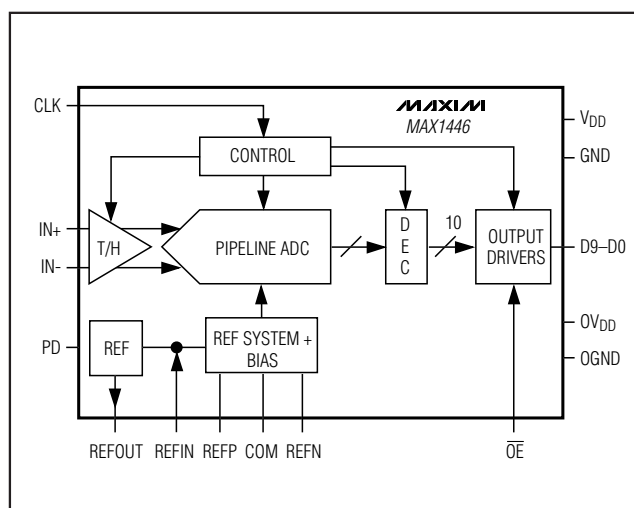 CLK
MAXIM
MAX1446
VDD
CONTROL
GND
IN+
IN-
T/H
PIPELINE ADC
DEC
10
OUTPUT
DRIVERS
D9–D0
PD
REF
REF SYSTEM +
BIAS
OVDD
OGND
REFOUT
REFIN
REFP
COM
REFN
O̅E̅